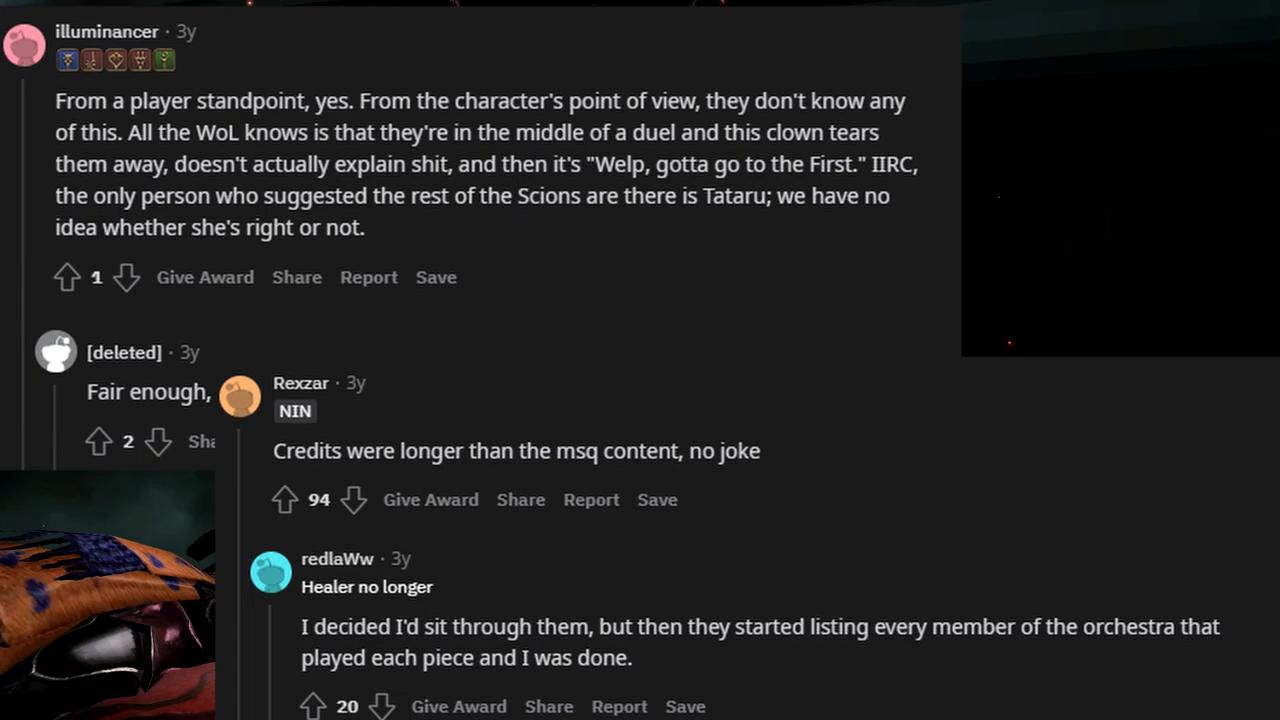 illuminancer · 3y
From a player standpoint, yes. From the character's point of view, they don't know any
of this. All the WoL knows is that they're in the middle of a duel and this clown tears
them away, doesn't actually explain shit, and then it's "Welp, gotta go to the First." IIRC,
the only person who suggested the rest of the Scions are there is Tataru; we have no
idea whether she's right or not.
1 Give Award Share Report Save
[deleted] · 3y
Fair enough,
2 Sha
Rexzar · 3y
NIN
Credits were longer than the msq content, no joke
94 Give Award Share Report Save
redlaWw · 3y
Healer no longer
I decided I'd sit through them, but then they started listing every member of the orchestra that
played each piece and I was done.
20 Give Award Share Report Save